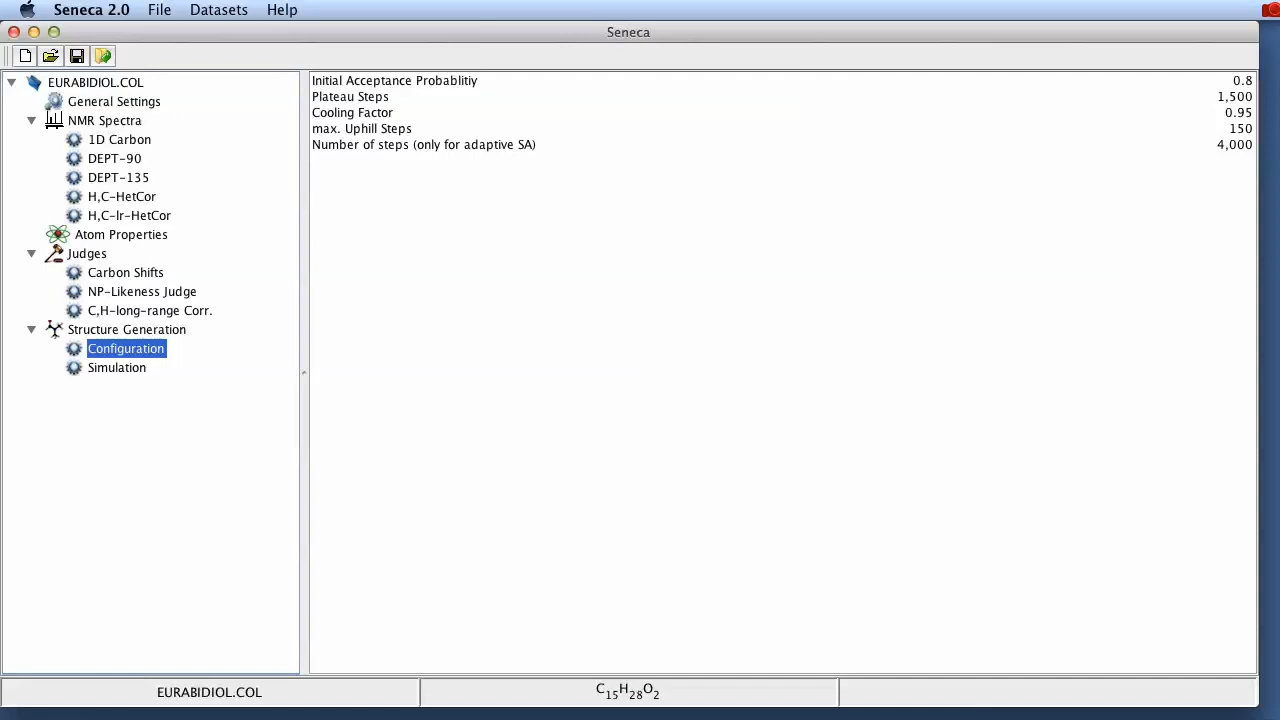 Seneca 2.0 File Datasets Help
Seneca
EURABIDIOL.COL
General Settings
NMR Spectra
1D Carbon
DEPT-90
DEPT-135
H,C-HetCor
H,C-lr-HetCor
Atom Properties
Judges
Carbon Shifts
NP-Likeness Judge
C,H-long-range Corr.
Structure Generation
Configuration
Simulation
Initial Acceptance Probablitiy 0.8
Plateau Steps 1,500
Cooling Factor 0.95
max. Uphill Steps 150
Number of steps (only for adaptive SA) 4,000
EURABIDIOL.COL C15H28O2